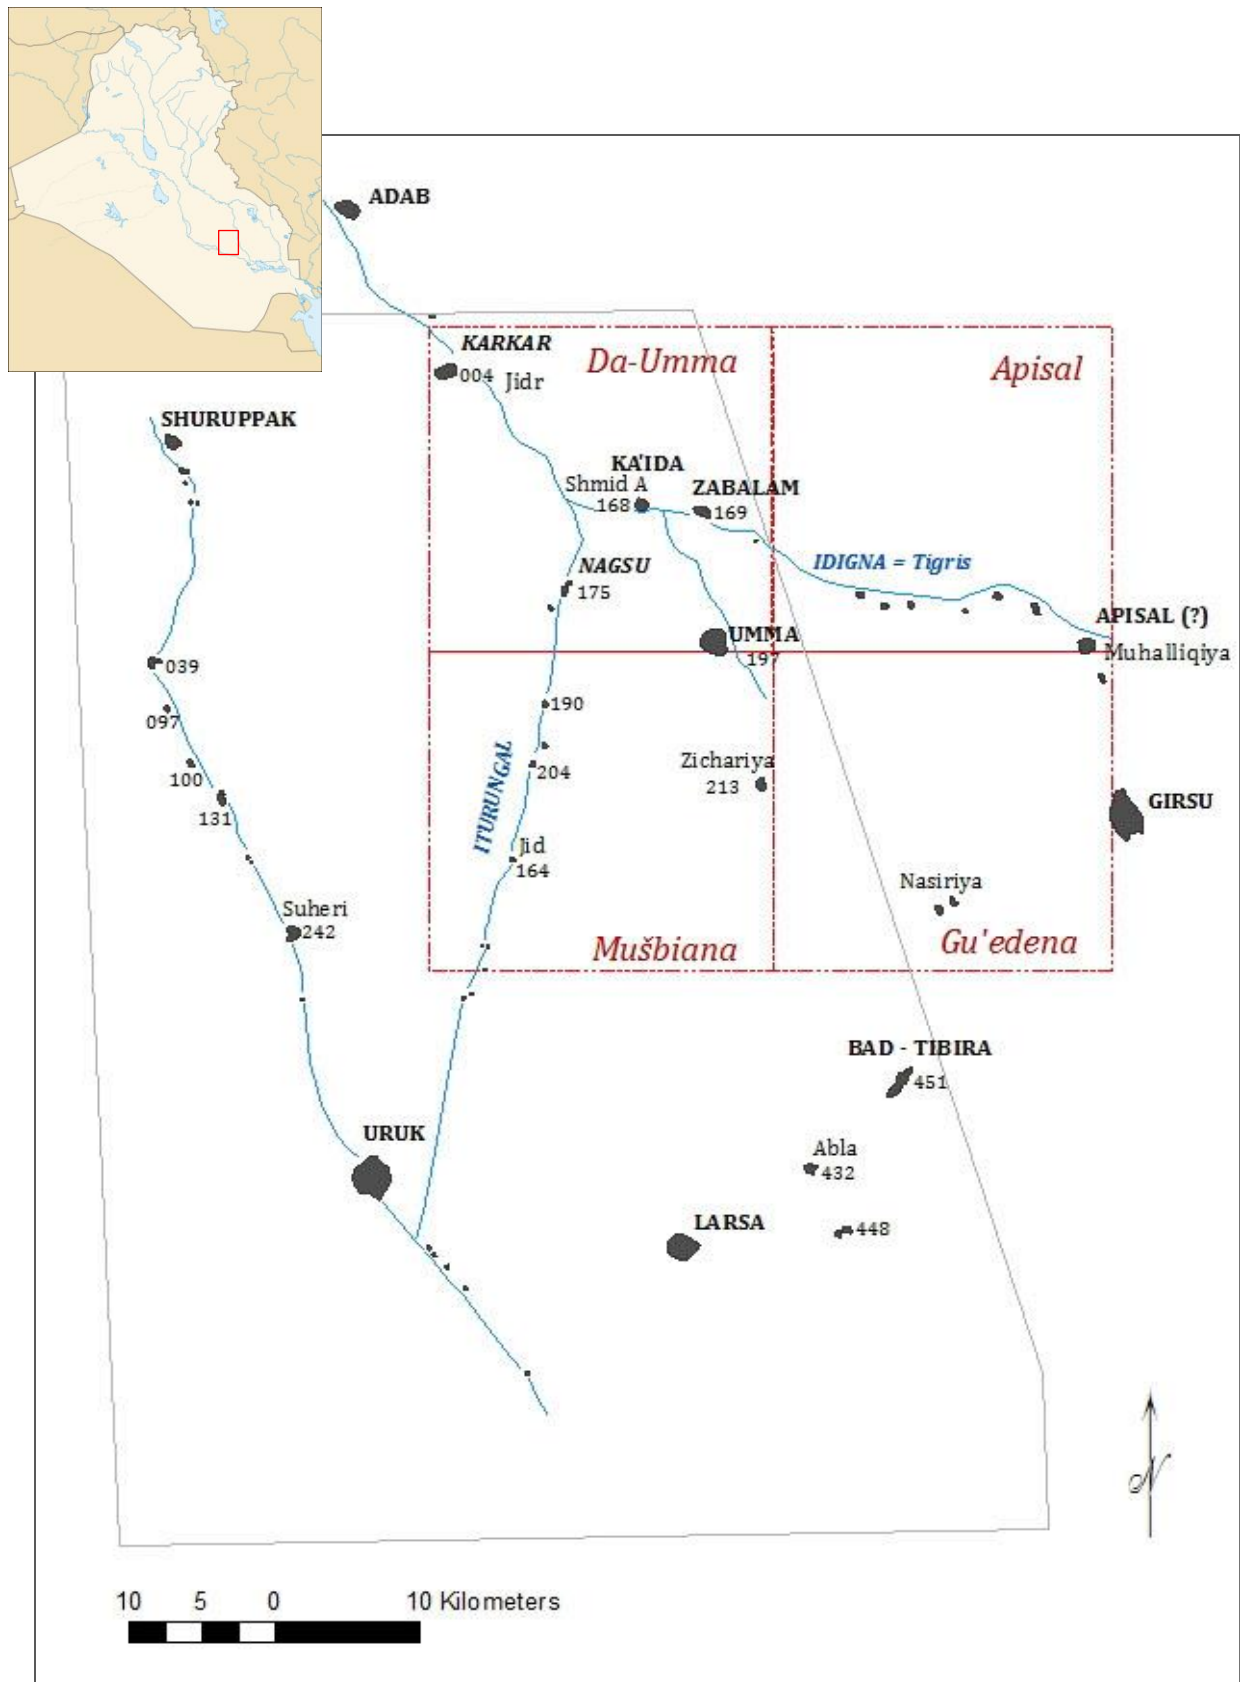 ADAB
KARKAR
004 Jidr
Da-Umma
Apisal
SHURUPPAK
KA'IDA
Shmid A
168
ZABALAM
169
IDIGNA = Tigris
NAGSU
175
APISAL (?)
Muhalliqiya
UMMA
197
039
097
190
100
204
131
ITURUNGAL
Zichariya
213
GIRSU
Jid
164
Nasiriya
Suheri
242
Mušbiana
Gu'edena
BAD - TIBIRA
451
URUK
Abla
432
LARSA
448
N
10 5 0 10 Kilometers